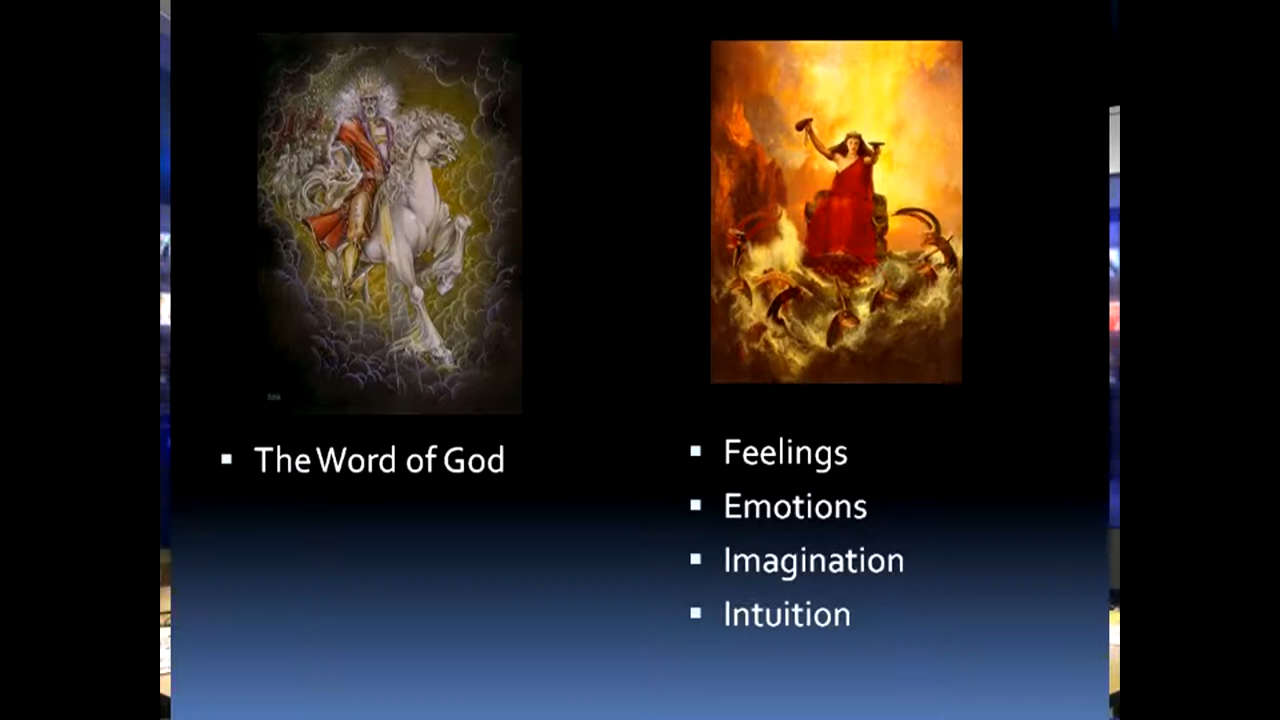 The Word of God
Feelings
Emotions
Imagination
Intuition